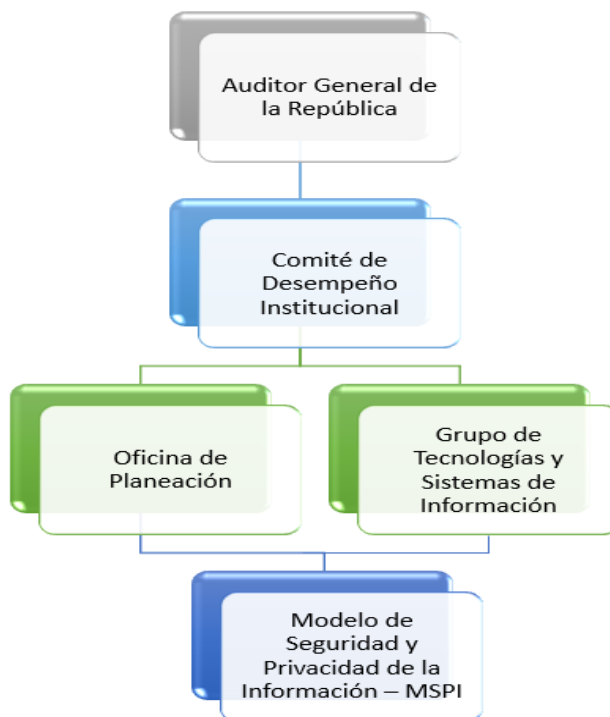 Auditor General de
la República
Comité de
Desempeño
Institucional
Oficina de
Planeación
Grupo de
Tecnologías y
Sistemas de
Información
Modelo de
Seguridad y
Privacidad de la
Información – MSPI